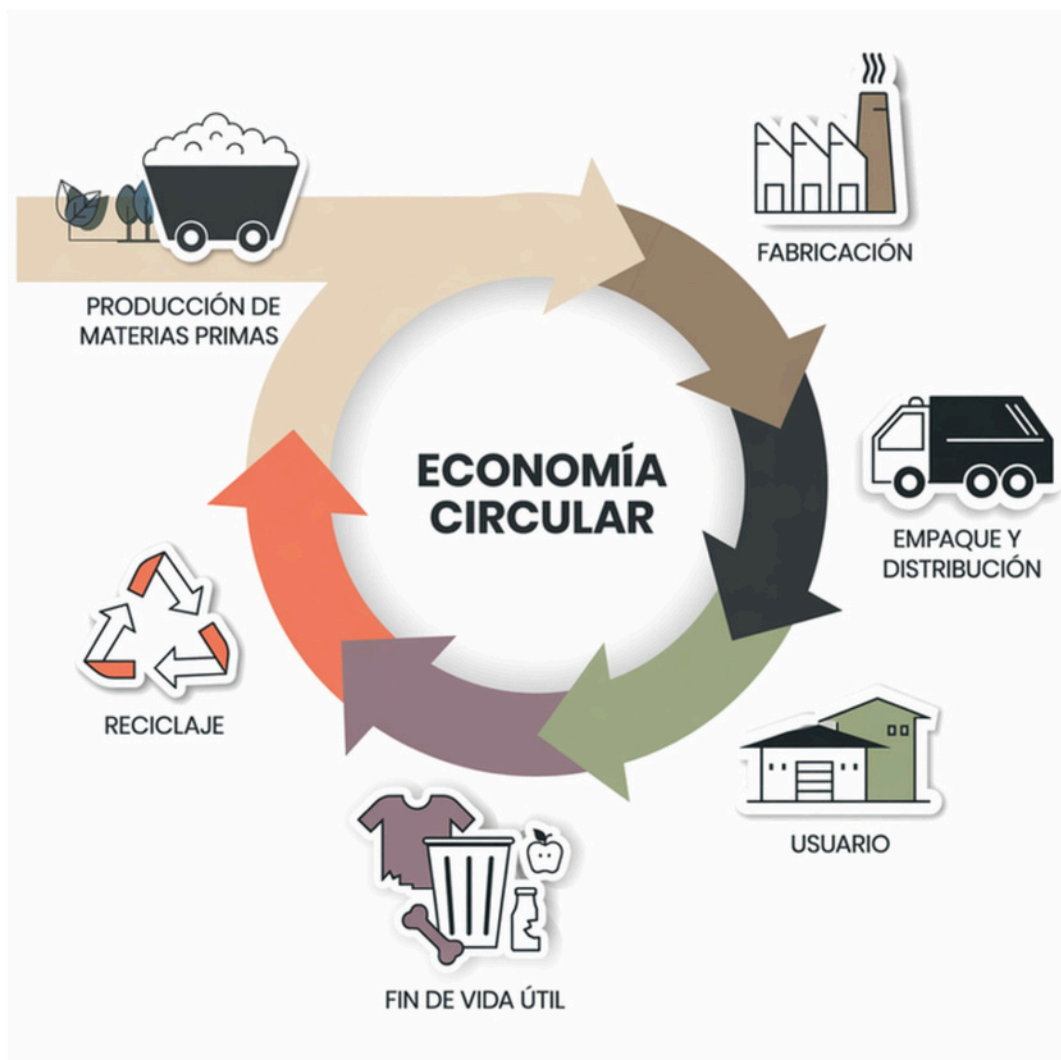 PRODUCCIÓN DE
MATERIAS PRIMAS
FABRICACIÓN
ECONOMÍA
CIRCULAR
EMPAQUE Y
DISTRIBUCIÓN
RECICLAJE
USUARIO
FIN DE VIDA ÚTIL